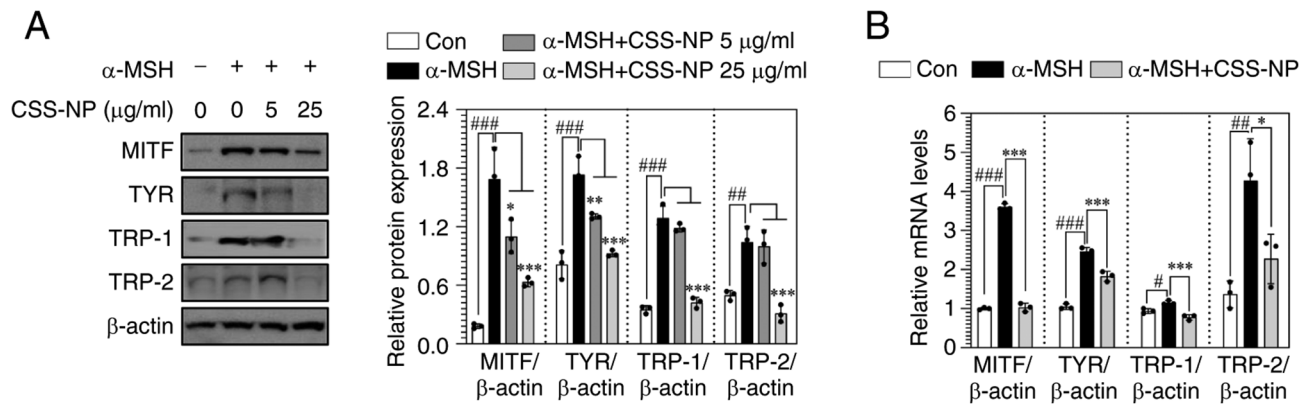 A
α-MSH – + + +
CSS-NP (μg/ml) 0 0 5 25
MITF
TYR
TRP-1
TRP-2
β-actin
Con α-MSH+CSS-NP 5 μg/ml
α-MSH α-MSH+CSS-NP 25 μg/ml
Relative protein expression
2.4
1.8
1.2
0.6
0.0
### * ***
### ** ***
### ***
## ***
MITF/ TYR/ TRP-1/ TRP-2/
β-actin β-actin β-actin β-actin
B
Con α-MSH α-MSH+CSS-NP
Relative mRNA levels
6
5
4
3
2
1
0
### ***
### ***
# ***
## *
MITF/ TYR/ TRP-1/ TRP-2/
β-actin β-actin β-actin β-actin